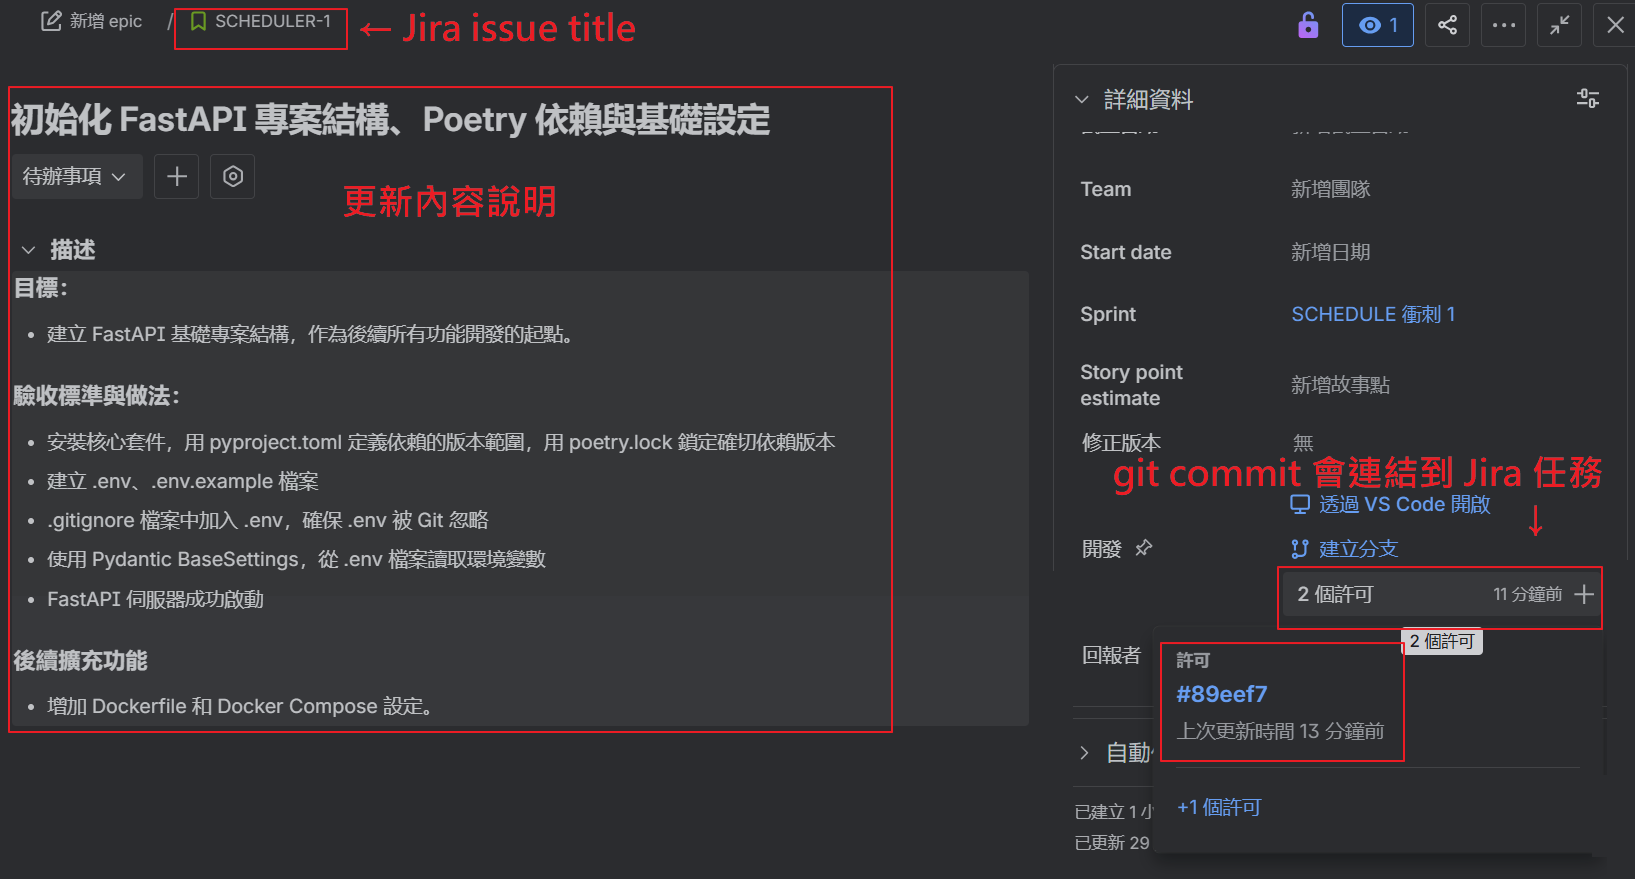 新增 epic / SCHEDULER-1 ← Jira issue title
1
初始化 FastAPI 專案結構、Poetry 依賴與基礎設定
待辦事項
更新內容說明
描述
目標：
• 建立 FastAPI 基礎專案結構，作為後續所有功能開發的起點。
驗收標準與做法：
• 安裝核心套件，用 pyproject.toml 定義依賴的版本範圍，用 poetry.lock 鎖定確切依賴版本
• 建立 .env、.env.example 檔案
• .gitignore 檔案中加入 .env，確保 .env 被 Git 忽略
• 使用 Pydantic BaseSettings，從 .env 檔案讀取環境變數
• FastAPI 伺服器成功啟動
後續擴充功能
• 增加 Dockerfile 和 Docker Compose 設定。
詳細資料
Team 新增團隊
Start date 新增日期
Sprint SCHEDULE 衝刺 1
Story point estimate 新增故事點
修正版本 無
git commit 會連結到 Jira 任務
↓
透過 VS Code 開啟
開發 建立分支
2 個許可 11 分鐘前
2 個許可
回報者
許可
#89eef7
上次更新時間 13 分鐘前
+1 個許可
自動
已建立 1 小
已更新 29